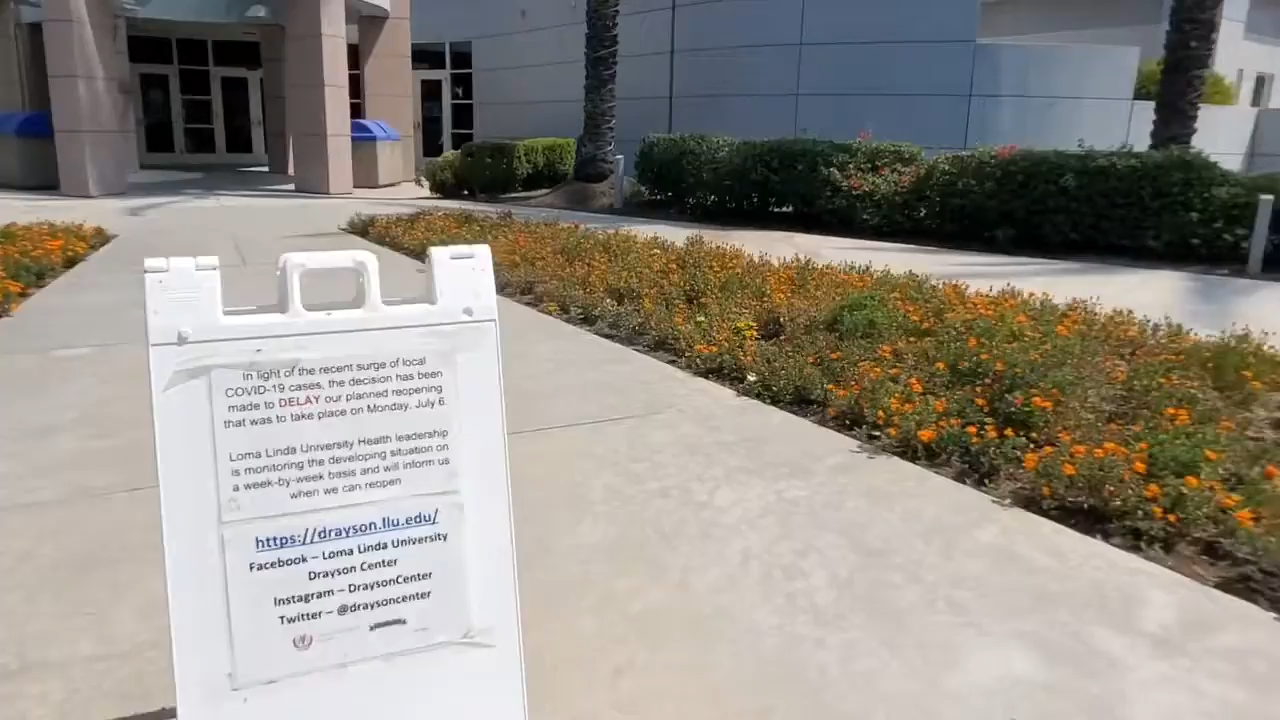 In light of the recent surge of local
COVID-19 cases, the decision has been
made to DELAY our planned reopening
that was to take place on Monday, July 6.
Loma Linda University Health leadership
is monitoring the developing situation on
a week-by-week basis and will inform us
when we can reopen
https://drayson.llu.edu/
Facebook – Loma Linda University
Drayson Center
Instagram – DraysonCenter
Twitter – @draysoncenter